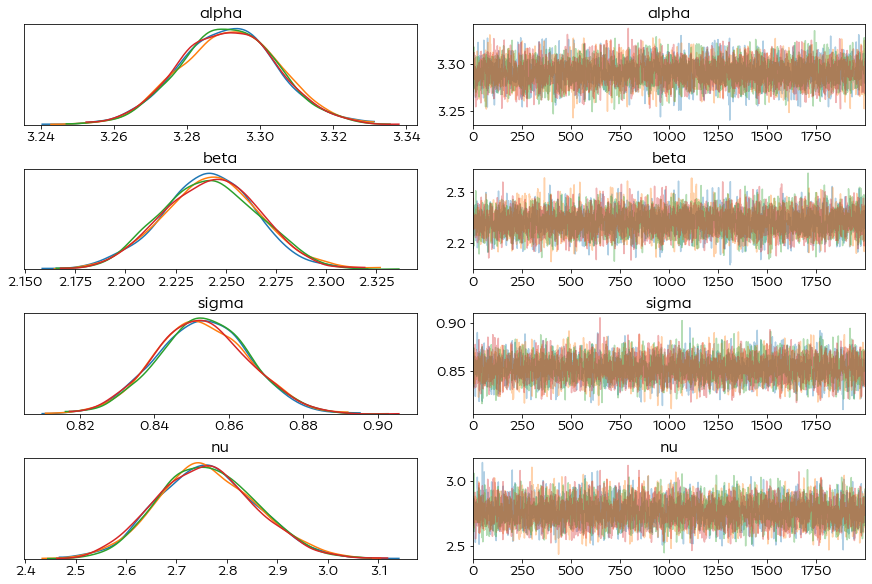 alpha
3.24 3.26 3.28 3.30 3.32 3.34
alpha
3.30
3.25
0 250 500 750 1000 1250 1500 1750
beta
2.150 2.175 2.200 2.225 2.250 2.275 2.300 2.325
beta
2.3
2.2
0 250 500 750 1000 1250 1500 1750
sigma
0.82 0.84 0.86 0.88 0.90
sigma
0.90
0.85
0 250 500 750 1000 1250 1500 1750
nu
2.4 2.5 2.6 2.7 2.8 2.9 3.0 3.1
nu
3.0
2.5
0 250 500 750 1000 1250 1500 1750